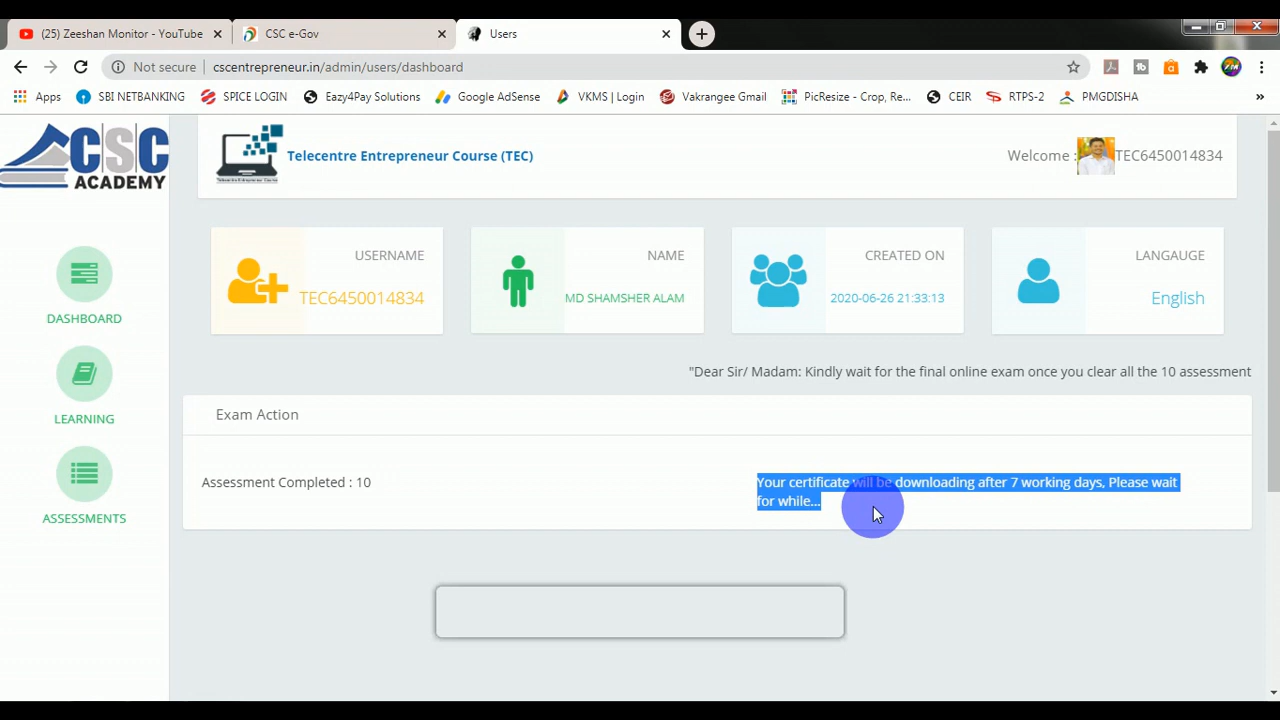 (25) Zeeshan Monitor - YouTube
CSC e-Gov
Users
Not secure
cscentrepreneur.in/admin/users/dashboard
Apps
SBI NETBANKING
SPICE LOGIN
Eazy4Pay Solutions
Google AdSense
VKMS | Login
Vakrangee Gmail
PicResize - Crop, Re...
CEIR
RTPS-2
PMGDISHA
»
CSC
ACADEMY
Telecentre Entrepreneur Course
Telecentre Entrepreneur Course (TEC)
Welcome : TEC6450014834
USERNAME
TEC6450014834
NAME
MD SHAMSHER ALAM
CREATED ON
2020-06-26 21:33:13
LANGAUGE
English
DASHBOARD
LEARNING
ASSESSMENTS
"Dear Sir/ Madam: Kindly wait for the final online exam once you clear all the 10 assessment
Exam Action
Assessment Completed : 10
Your certificate will be downloading after 7 working days, Please wait
for while...